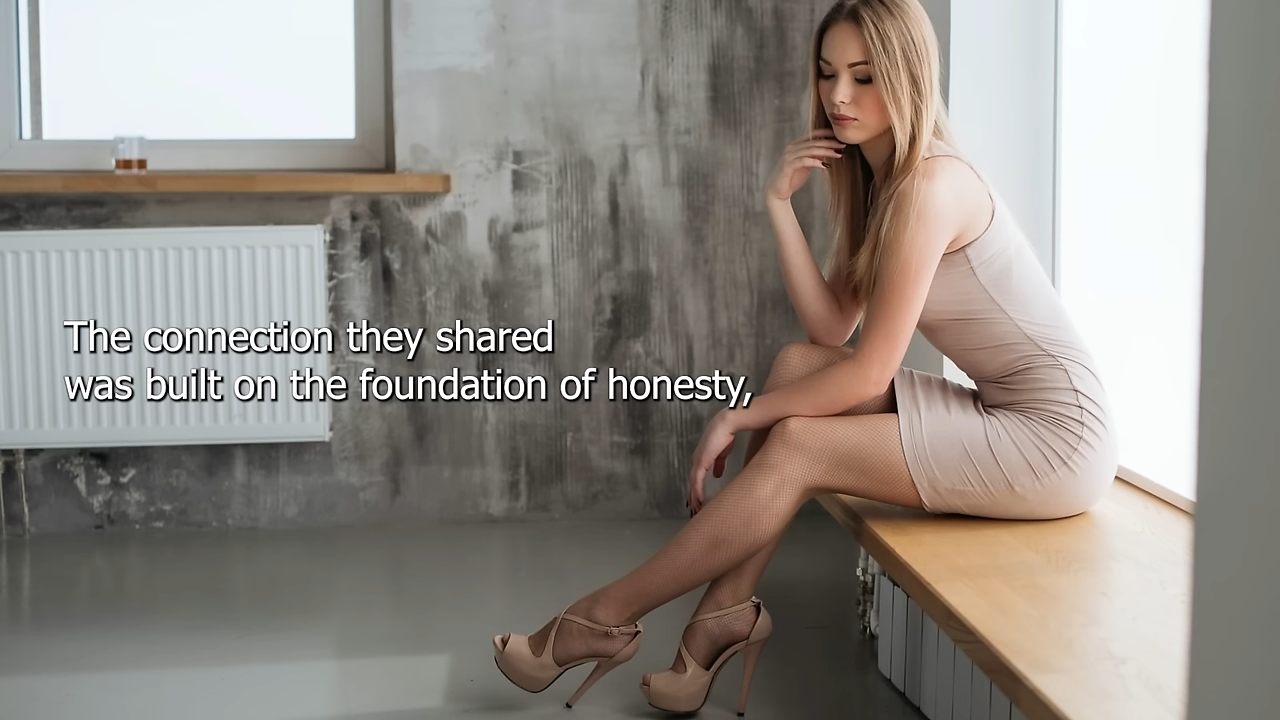 The connection they shared
was built on the foundation of honesty,